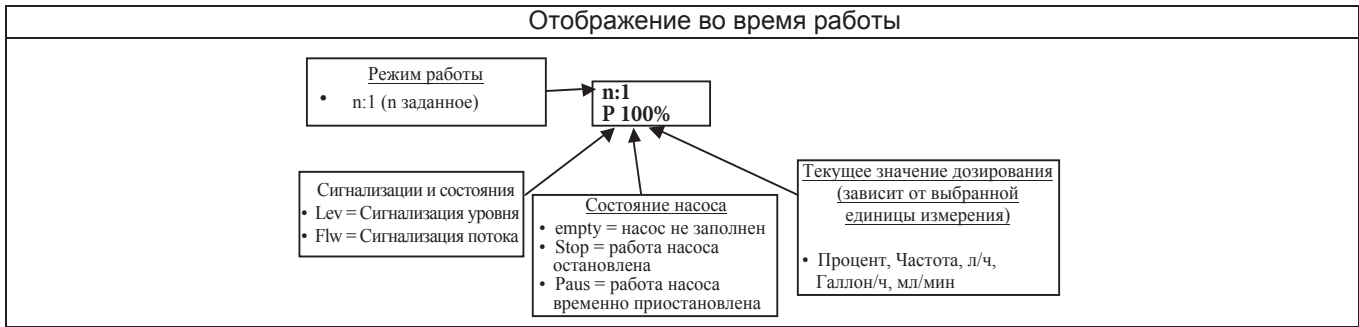 Отображение во время работы
Режим работы
• n:1 (n заданное)
n:1
P 100%
Сигнализации и состояния
• Lev = Сигнализация уровня
• Flw = Сигнализация потока
Состояние насоса
• empty = насос не заполнен
• Stop = работа насоса
остановлена
• Paus = работа насоса
временно приостановлена
Текущее значение дозирования
(зависит от выбранной
единицы измерения)
• Процент, Частота, л/ч,
Галлон/ч, мл/мин